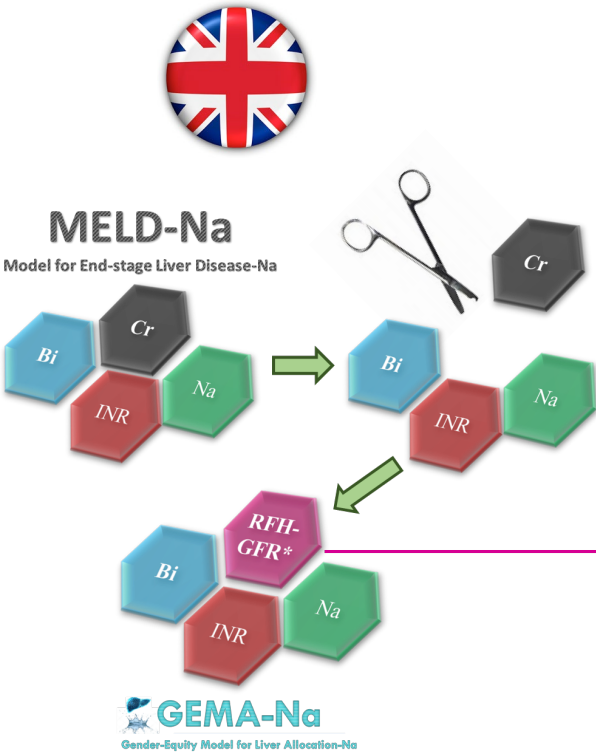 MELD-Na
Model for End-stage Liver Disease-Na
Cr
Cr
Bi
INR
Na
Bi
INR
Na
RFH-
GFR*
Bi
INR
Na
GEMA-Na
Gender-Equity Model for Liver Allocation-Na